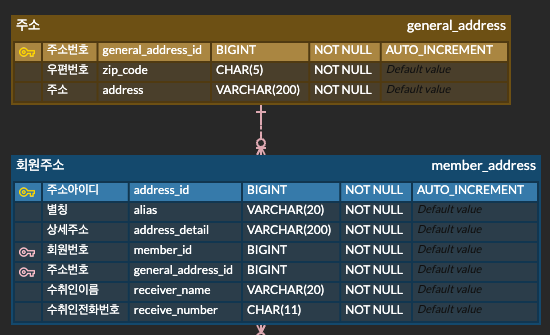 주소 general_address
주소번호 general_address_id BIGINT NOT NULL AUTO_INCREMENT
우편번호 zip_code CHAR(5) NOT NULL Default value
주소 address VARCHAR(200) NOT NULL Default value
회원주소 member_address
주소아이디 address_id BIGINT NOT NULL AUTO_INCREMENT
별칭 alias VARCHAR(20) NOT NULL Default value
상세주소 address_detail VARCHAR(200) NOT NULL Default value
회원번호 member_id BIGINT NOT NULL Default value
주소번호 general_address_id BIGINT NOT NULL Default value
수취인이름 receiver_name VARCHAR(20) NOT NULL Default value
수취인전화번호 receive_number CHAR(11) NOT NULL Default value